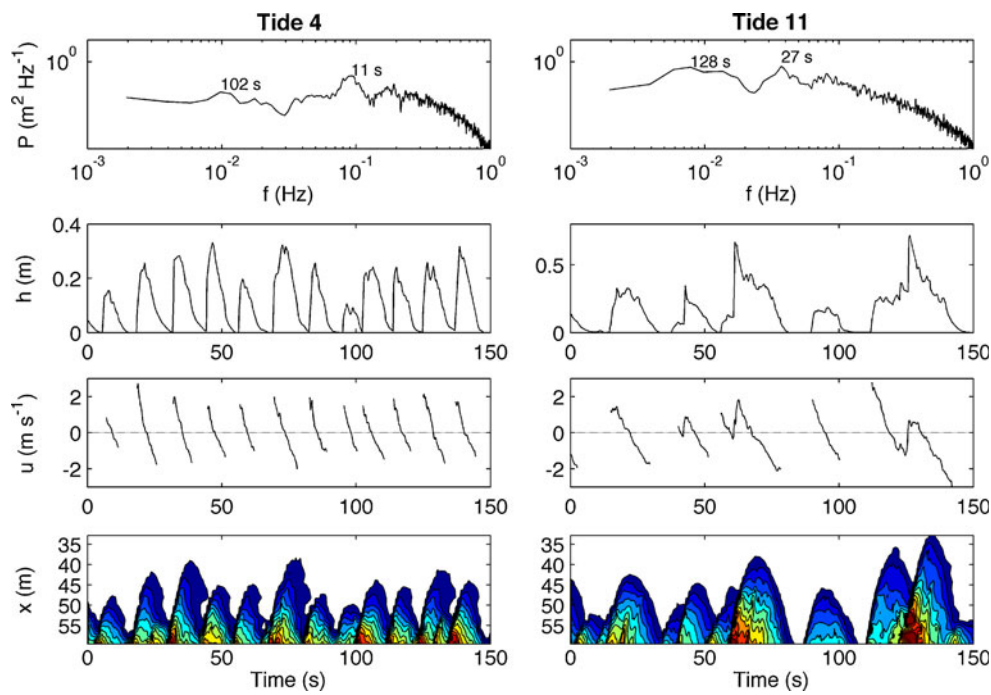 Tide 4
Tide 11
P (m² Hz⁻¹)
10⁰
102 s
11 s
10⁰
128 s
27 s
10⁻³ 10⁻² 10⁻¹ 10⁰
10⁻³ 10⁻² 10⁻¹ 10⁰
f (Hz)
f (Hz)
h (m)
0.4
0.2
0
0.5
0
0 50 100 150
0 50 100 150
u (m s⁻¹)
2
0
-2
2
0
-2
0 50 100 150
0 50 100 150
x (m)
35
40
45
50
55
35
40
45
50
55
0 50 100 150
0 50 100 150
Time (s)
Time (s)